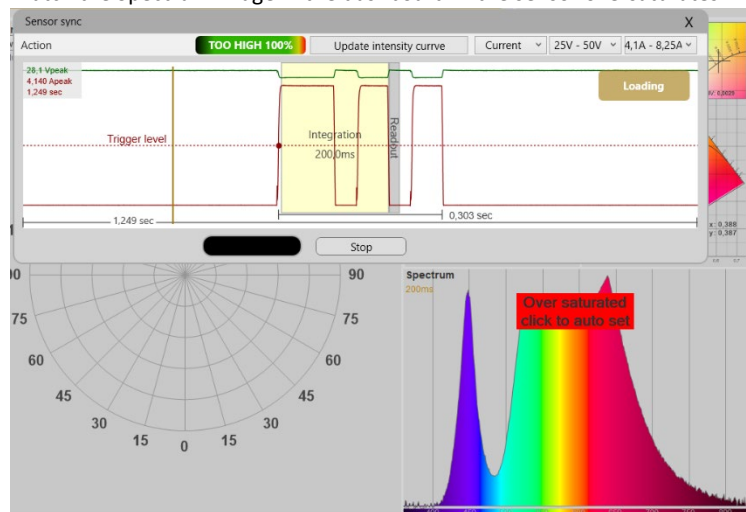 Sensor sync
X
Action
TOO HIGH 100%
Update intensity currve
Current
25V - 50V
4,1A - 8,25A
28,1 Vpeak
4,140 Apeak
1,249 sec
Loading
Trigger level
Integration
200,0ms
Readout
1,249 sec
0,303 sec
Stop
x : 0,388
y : 0,387
90
75
60
45
30
15
0
15
30
45
60
75
90
Spectrum
200ms
Over saturated
click to auto set